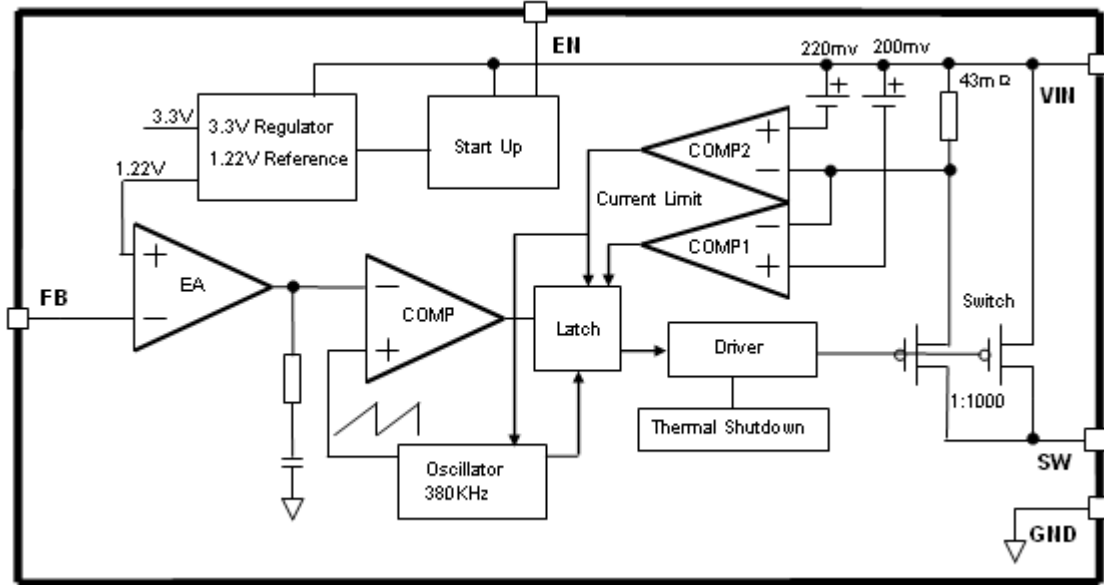 EN
220mv 200mv
43mΩ
VIN
3.3V
3.3V Regulator
1.22V Reference
Start Up
1.22V
COMP2
+
−
Current Limit
−
COMP1
+
+
EA
−
FB
−
COMP
+
Latch
Switch
Driver
1:1000
Thermal Shutdown
Oscillator
380KHz
SW
GND